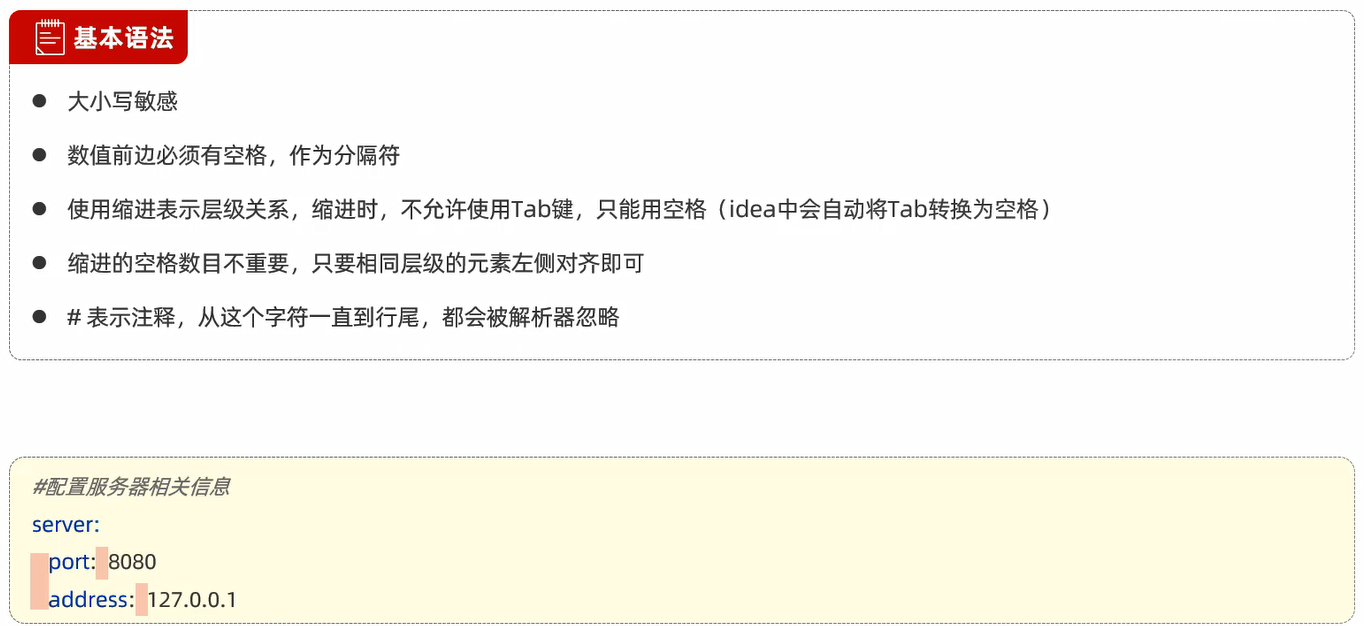 基本语法
大小写敏感
数值前边必须有空格，作为分隔符
使用缩进表示层级关系，缩进时，不允许使用Tab键，只能用空格（idea中会自动将Tab转换为空格）
缩进的空格数目不重要，只要相同层级的元素左侧对齐即可
# 表示注释，从这个字符一直到行尾，都会被解析器忽略
#配置服务器相关信息
server:
port: 8080
address: 127.0.0.1